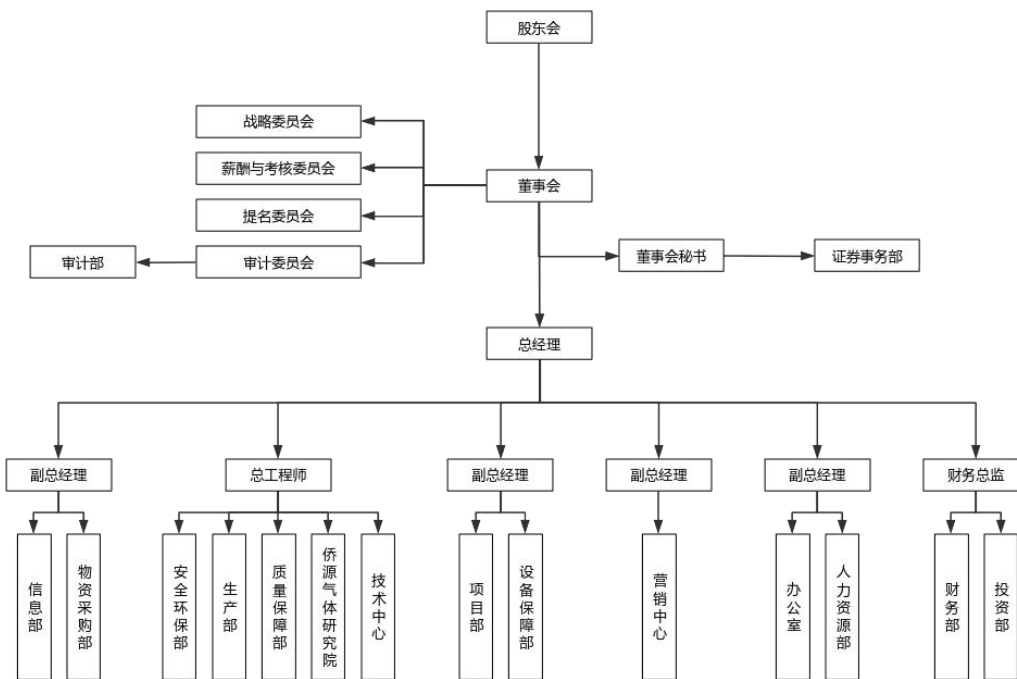 股东会
战略委员会
薪酬与考核委员会
董事会
提名委员会
审计部
审计委员会
董事会秘书
证券事务部
总经理
副总经理
总工程师
副总经理
副总经理
副总经理
财务总监
信息部
物资采购部
安全环保部
生产部
质量保障部
侨源气体研究院
技术中心
项目部
设备保障部
营销中心
办公室
人力资源部
财务部
投资部